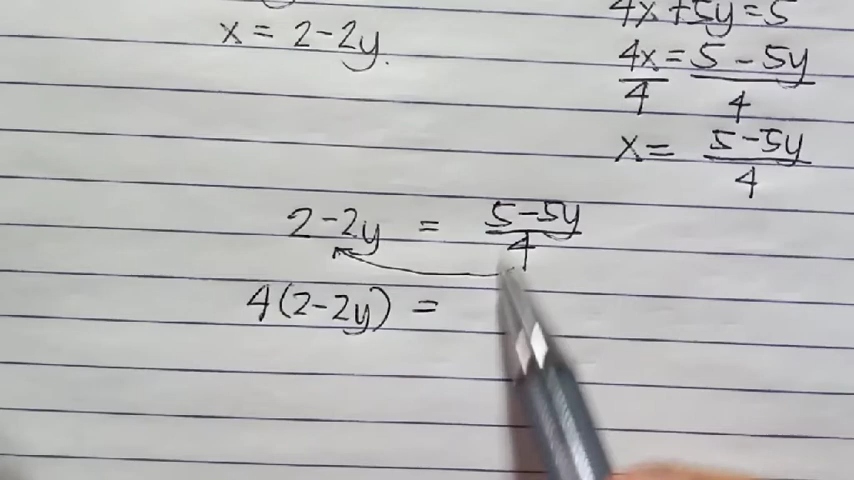 x = 2-2y.
4x+5y=5
4x/4 = 5-5y/4
x = 5-5y/4
2-2y = 5-5y/4
4(2-2y) =